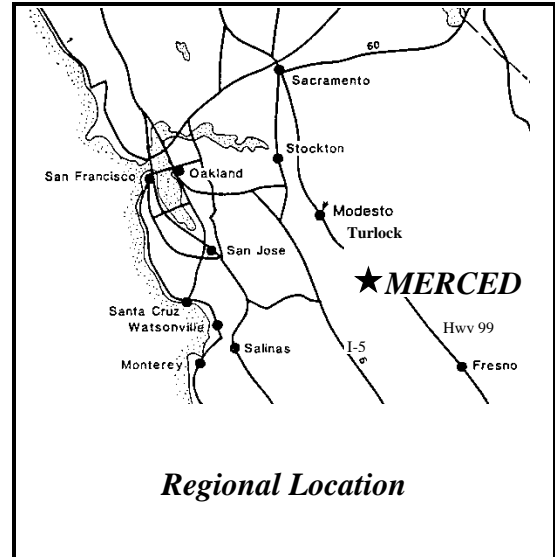 60
Sacramento
Stockton
San Francisco
Oakland
Modesto
Turlock
San Jose
MERCED
Santa Cruz
Watsonville
Hwv 99
I-5
6
Salinas
Monterey
Fresno
Regional Location